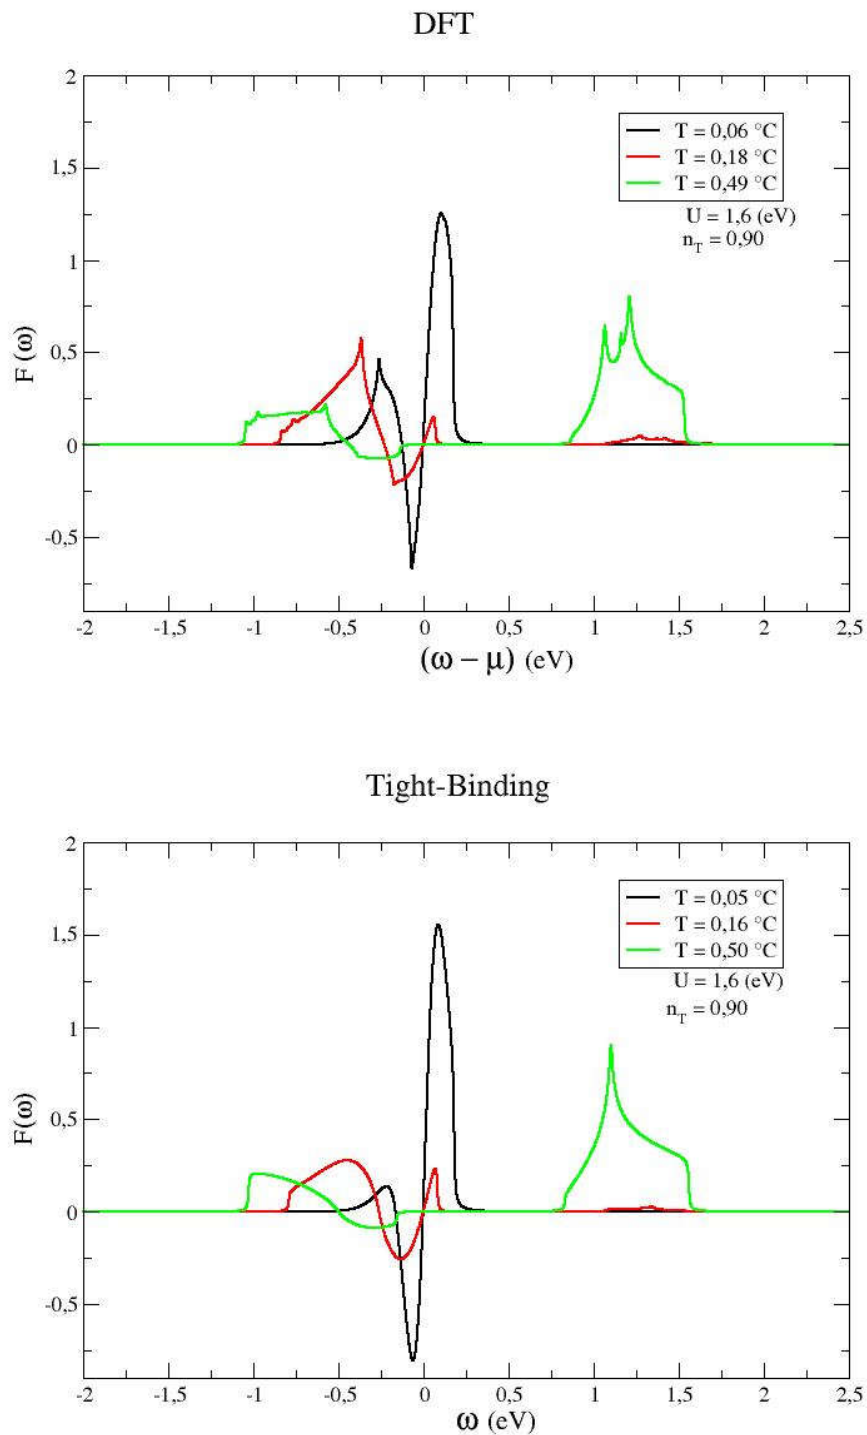 DFT
2
1,5
1
0,5
0
-0,5
F (ω)
T = 0,06 °C
T = 0,18 °C
T = 0,49 °C
U = 1,6 (eV)
n_T = 0,90
-2 -1,5 -1 -0,5 0 0,5 1 1,5 2 2,5
(ω − μ) (eV)
Tight-Binding
2
1,5
1
0,5
0
-0,5
F(ω)
T = 0,05 °C
T = 0,16 °C
T = 0,50 °C
U = 1,6 (eV)
n_T = 0,90
-2 -1,5 -1 -0,5 0 0,5 1 1,5 2 2,5
ω (eV)